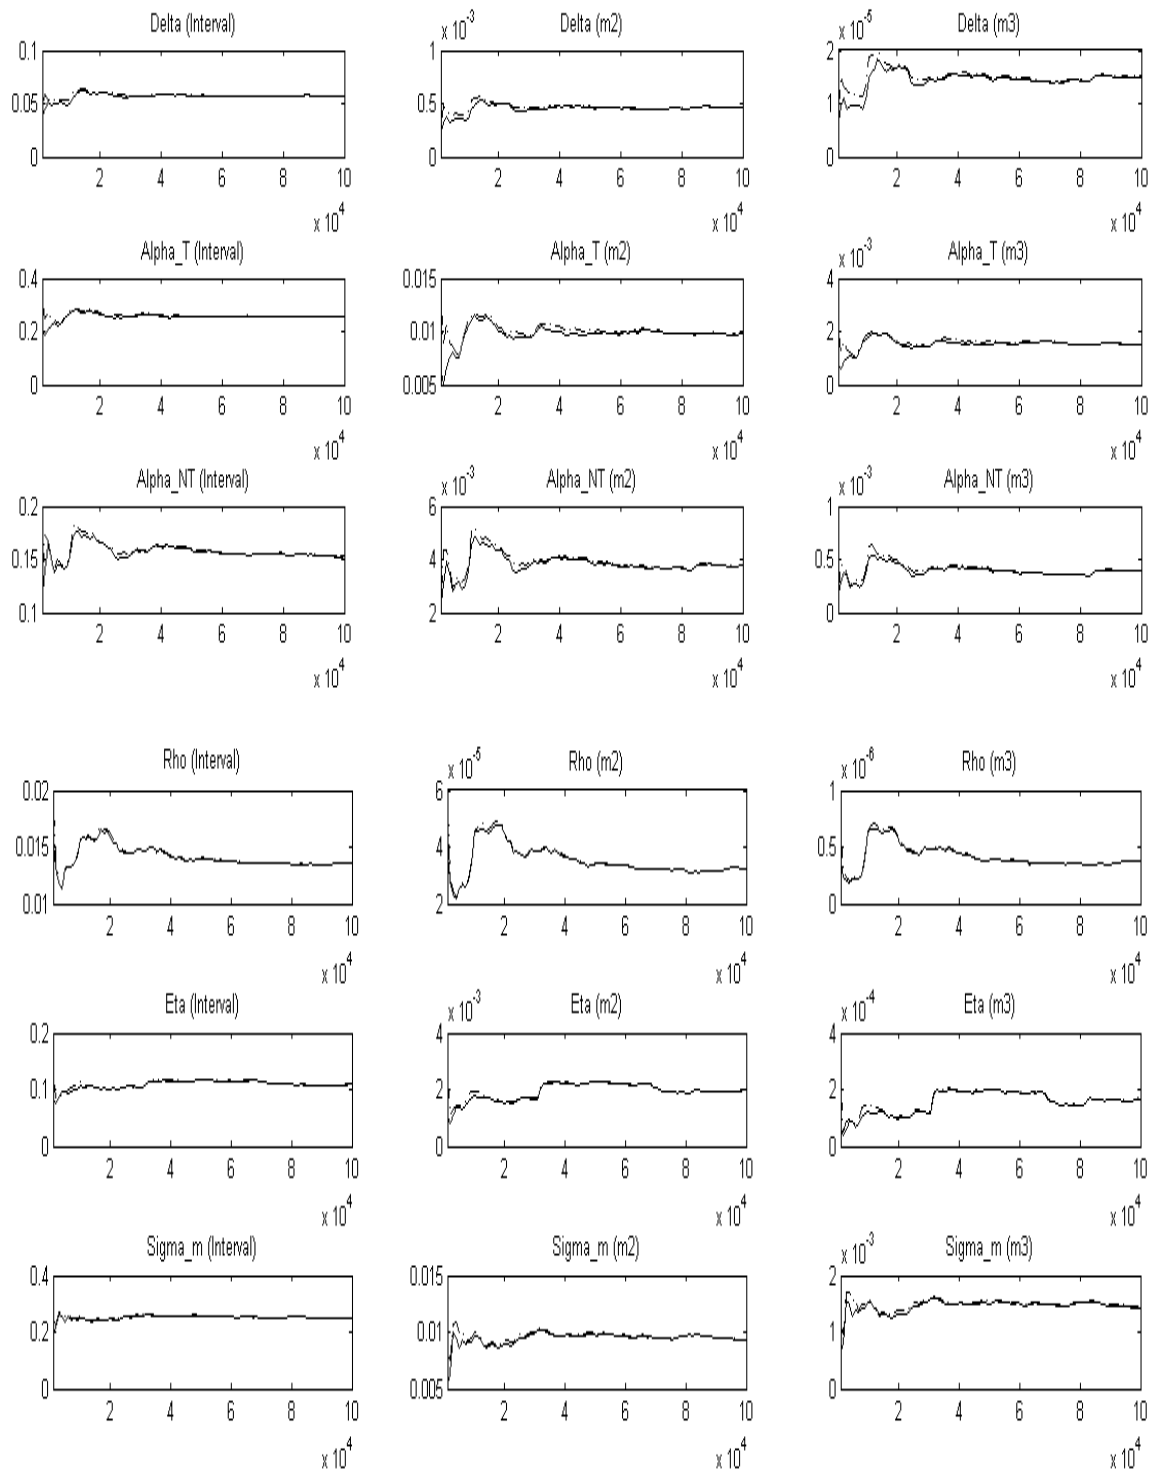 Delta (Interval)
0.1
0.05
0
2 4 6 8 10
x 10^4
Delta (m2)
x 10^-3
1
0.5
0
2 4 6 8 10
x 10^4
Delta (m3)
x 10^-5
2
1
0
2 4 6 8 10
x 10^4
Alpha_T (Interval)
0.4
0.2
0
2 4 6 8 10
x 10^4
Alpha_T (m2)
0.015
0.01
0.005
2 4 6 8 10
x 10^4
Alpha_T (m3)
x 10^-3
4
2
0
2 4 6 8 10
x 10^4
Alpha_NT (Interval)
0.2
0.15
0.1
2 4 6 8 10
x 10^4
Alpha_NT (m2)
x 10^-3
6
4
2
2 4 6 8 10
x 10^4
Alpha_NT (m3)
x 10^-3
1
0.5
0
2 4 6 8 10
x 10^4
Rho (Interval)
0.02
0.015
0.01
2 4 6 8 10
x 10^4
Rho (m2)
x 10^-5
6
4
2
2 4 6 8 10
x 10^4
Rho (m3)
x 10^-6
1
0.5
0
2 4 6 8 10
x 10^4
Eta (Interval)
0.2
0.1
0
2 4 6 8 10
x 10^4
Eta (m2)
x 10^-3
4
2
0
2 4 6 8 10
x 10^4
Eta (m3)
x 10^-4
4
2
0
2 4 6 8 10
x 10^4
Sigma_m (Interval)
0.4
0.2
0
2 4 6 8 10
x 10^4
Sigma_m (m2)
0.015
0.01
0.005
2 4 6 8 10
x 10^4
Sigma_m (m3)
x 10^-3
2
1
0
2 4 6 8 10
x 10^4